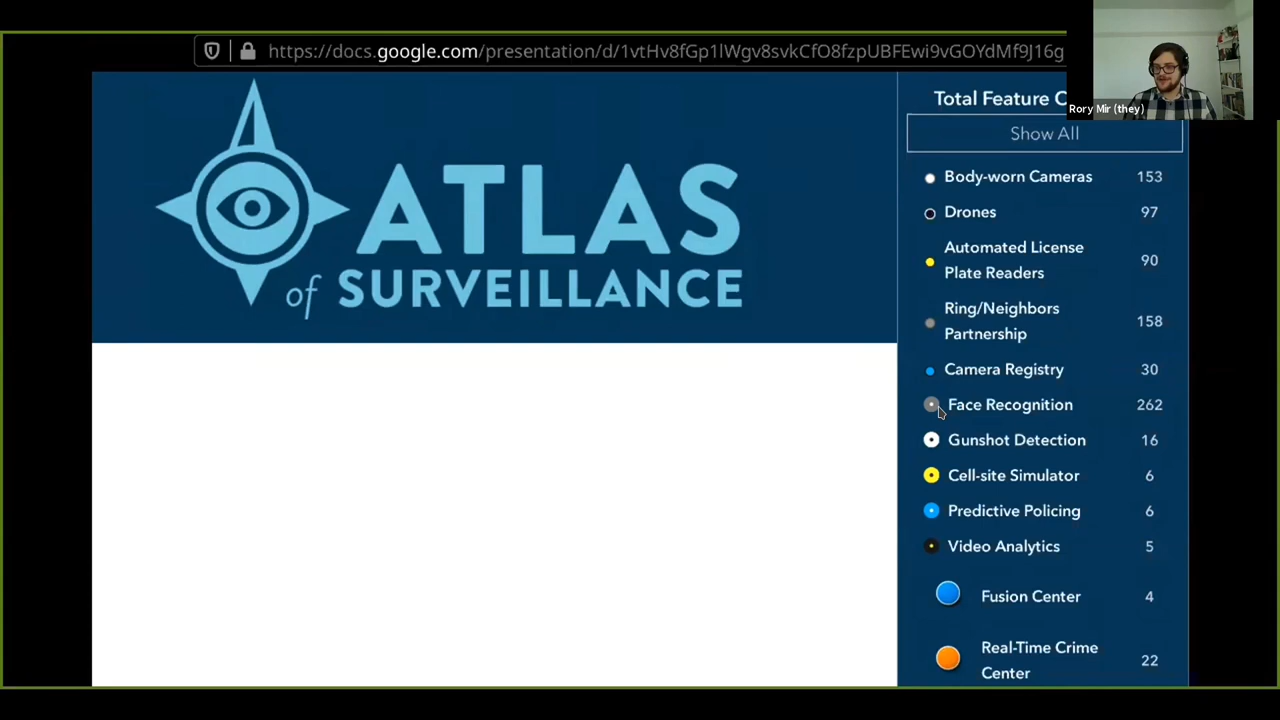 https://docs.google.com/presentation/d/1vtHv8fGp1lWgv8svkCfO8fzpUBFEwi9vGOYdMf9J16g
Rory Mir (they)
ATLAS
of SURVEILLANCE
Total Feature C
Show All
Body-worn Cameras 153
Drones 97
Automated License
Plate Readers 90
Ring/Neighbors
Partnership 158
Camera Registry 30
Face Recognition 262
Gunshot Detection 16
Cell-site Simulator 6
Predictive Policing 6
Video Analytics 5
Fusion Center 4
Real-Time Crime
Center 22